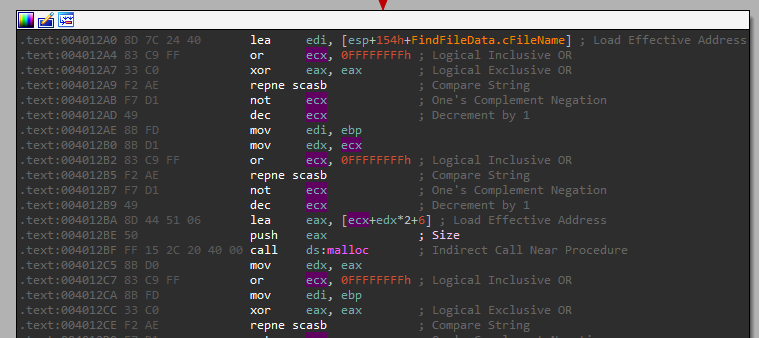 .text:004012A0 8D 7C 24 40 lea edi, [esp+154h+FindFileData.cFileName] ; Load Effective Address
.text:004012A4 83 C9 FF or ecx, 0FFFFFFFFh ; Logical Inclusive OR
.text:004012A7 33 C0 xor eax, eax ; Logical Exclusive OR
.text:004012A9 F2 AE repne scasb ; Compare String
.text:004012AB F7 D1 not ecx ; One's Complement Negation
.text:004012AD 49 dec ecx ; Decrement by 1
.text:004012AE 8B FD mov edi, ebp
.text:004012B0 8B D1 mov edx, ecx
.text:004012B2 83 C9 FF or ecx, 0FFFFFFFFh ; Logical Inclusive OR
.text:004012B5 F2 AE repne scasb ; Compare String
.text:004012B7 F7 D1 not ecx ; One's Complement Negation
.text:004012B9 49 dec ecx ; Decrement by 1
.text:004012BA 8D 44 51 06 lea eax, [ecx+edx*2+6] ; Load Effective Address
.text:004012BE 50 push eax ; Size
.text:004012BF FF 15 2C 20 40 00 call ds:malloc ; Indirect Call Near Procedure
.text:004012C5 8B D0 mov edx, eax
.text:004012C7 83 C9 FF or ecx, 0FFFFFFFFh ; Logical Inclusive OR
.text:004012CA 8B FD mov edi, ebp
.text:004012CC 33 C0 xor eax, eax ; Logical Exclusive OR
.text:004012CE F2 AE repne scasb ; Compare String